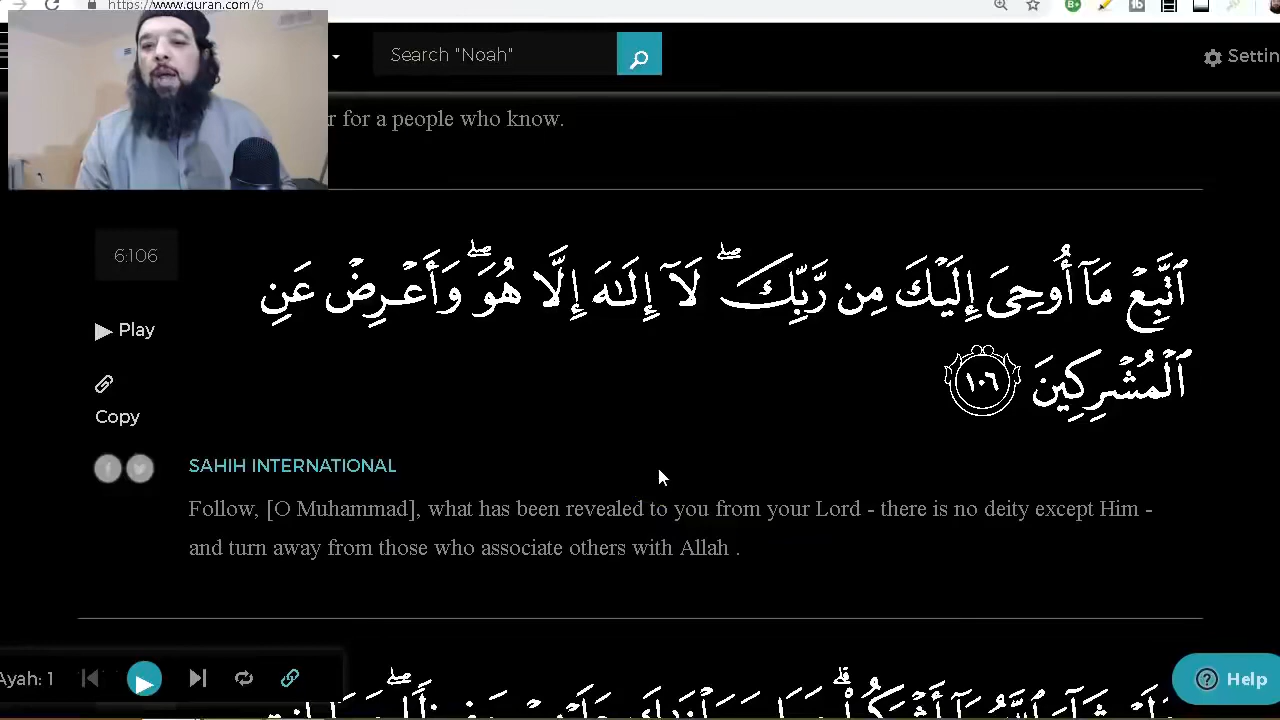 https://www.quran.com/6
Search "Noah"
Settin
r for a people who know.
6:106
ٱتَّبِعْ مَآ أُوحِىَ إِلَيْكَ مِن رَّبِّكَ ۖ لَآ إِلَـٰهَ إِلَّا هُوَ ۖ وَأَعْرِضْ عَنِ
ٱلْمُشْرِكِينَ ١٠٦
Play
Copy
SAHIH INTERNATIONAL
Follow, [O Muhammad], what has been revealed to you from your Lord - there is no deity except Him -
and turn away from those who associate others with Allah .
Ayah: 1
Help